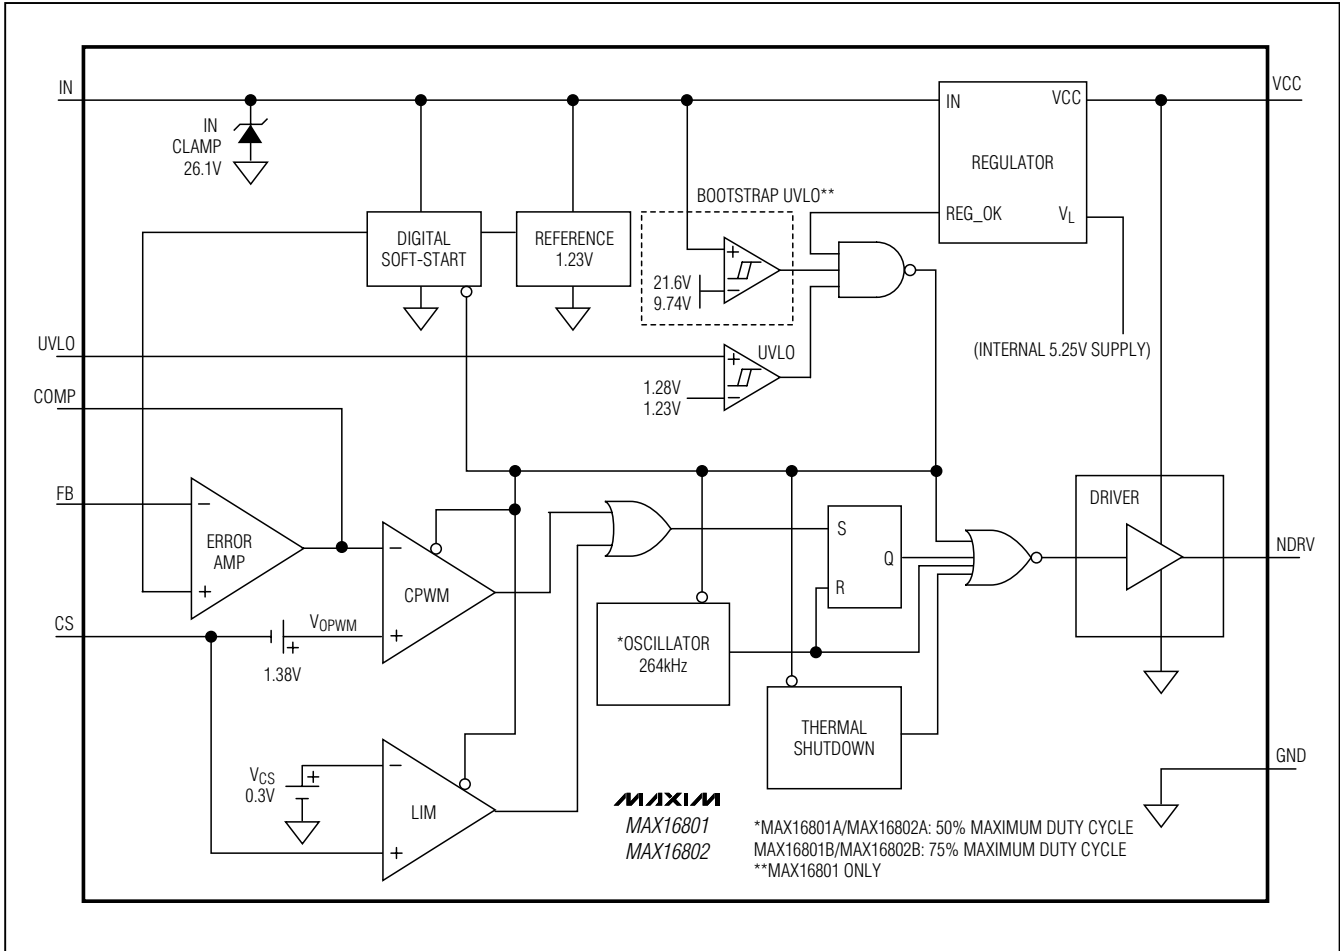 IN
VCC
IN
CLAMP
26.1V
IN
VCC
REGULATOR
REG_OK
VL
BOOTSTRAP UVLO**
DIGITAL
SOFT-START
REFERENCE
1.23V
+
21.6V
9.74V
−
(INTERNAL 5.25V SUPPLY)
UVLO
+
UVLO
1.28V
1.23V
−
COMP
FB
−
ERROR
AMP
+
−
CPWM
+
S
Q
R
DRIVER
NDRV
CS
VOPWM
+
1.38V
*OSCILLATOR
264kHz
THERMAL
SHUTDOWN
GND
VCS
0.3V
+
−
LIM
+
MAXIM
MAX16801
MAX16802
*MAX16801A/MAX16802A: 50% MAXIMUM DUTY CYCLE
MAX16801B/MAX16802B: 75% MAXIMUM DUTY CYCLE
**MAX16801 ONLY